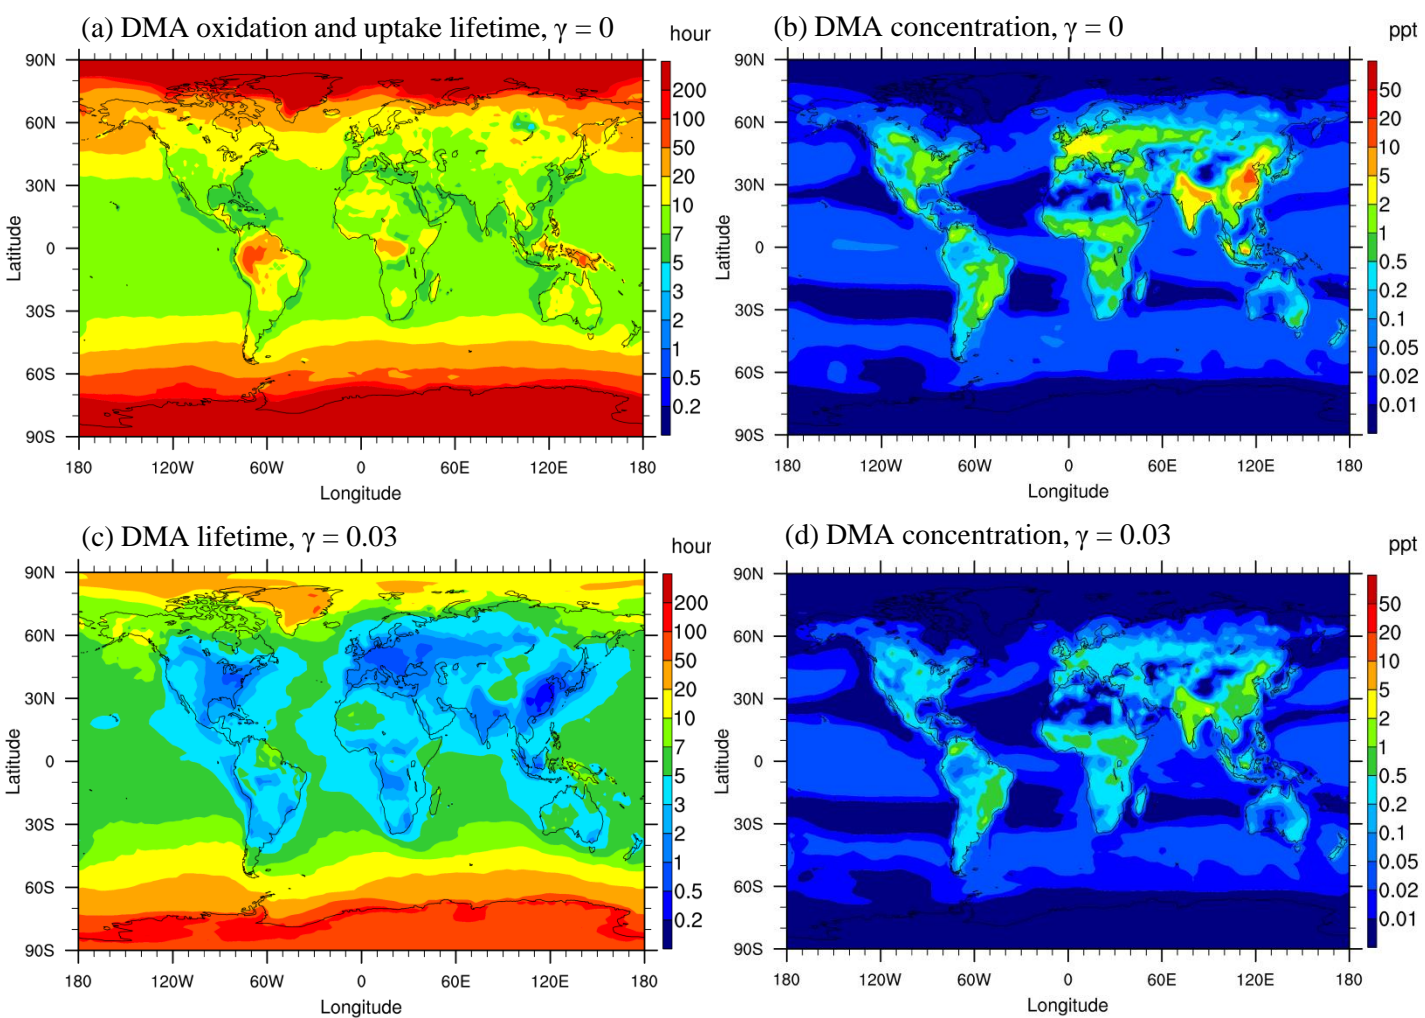 (a) DMA oxidation and uptake lifetime, γ = 0
hour
90N
60N
30N
0
30S
60S
90S
Latitude
180
120W
60W
0
60E
120E
180
Longitude
200
100
50
20
10
7
5
3
2
1
0.5
0.2
(b) DMA concentration, γ = 0
ppt
90N
60N
30N
0
30S
60S
90S
Latitude
180
120W
60W
0
60E
120E
180
Longitude
50
20
10
5
2
1
0.5
0.2
0.1
0.05
0.02
0.01
(c) DMA lifetime, γ = 0.03
hour
90N
60N
30N
0
30S
60S
90S
Latitude
180
120W
60W
0
60E
120E
180
Longitude
200
100
50
20
10
7
5
3
2
1
0.5
0.2
(d) DMA concentration, γ = 0.03
ppt
90N
60N
30N
0
30S
60S
90S
Latitude
180
120W
60W
0
60E
120E
180
Longitude
50
20
10
5
2
1
0.5
0.2
0.1
0.05
0.02
0.01